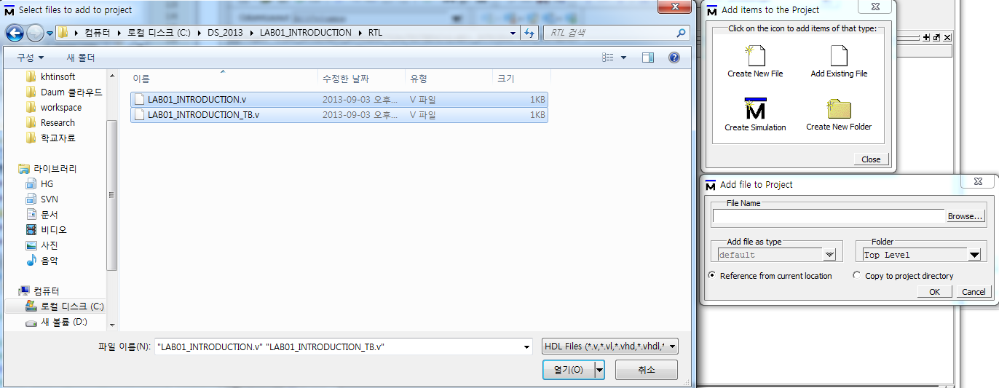 Select files to add to project
컴퓨터 ▸ 로컬 디스크 (C:) ▸ DS_2013 ▸ LAB01_INTRODUCTION ▸ RTL
RTL 검색
구성
새 폴더
khtinsoft
Daum 클라우드
workspace
Research
학교자료
라이브러리
HG
SVN
문서
비디오
사진
음악
컴퓨터
로컬 디스크 (C:)
새 볼륨 (D:)
이름 수정한 날짜 유형 크기
LAB01_INTRODUCTION.v 2013-09-03 오후... V 파일 1KB
LAB01_INTRODUCTION_TB.v 2013-09-03 오후... V 파일 1KB
파일 이름(N): "LAB01_INTRODUCTION.v" "LAB01_INTRODUCTION_TB.v"
HDL Files (*.v,*.vl,*.vhd,*.vhdl,*
열기(O) 취소
Add items to the Project
Click on the icon to add items of that type:
Create New File Add Existing File
Create Simulation Create New Folder
Close
Add file to Project
File Name
Browse...
Add file as type Folder
default Top Level
Reference from current location Copy to project directory
OK Cancel